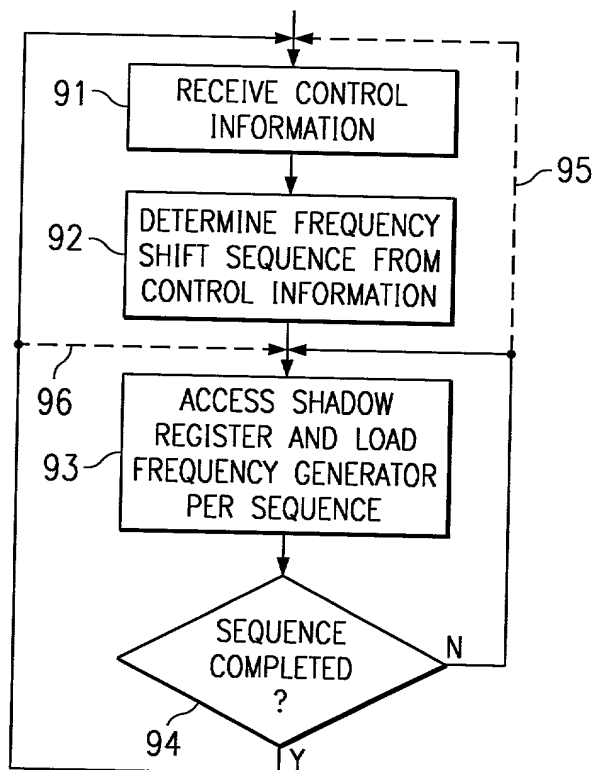 91
RECEIVE CONTROL
INFORMATION
95
92
DETERMINE FREQUENCY
SHIFT SEQUENCE FROM
CONTROL INFORMATION
96
93
ACCESS SHADOW
REGISTER AND LOAD
FREQUENCY GENERATOR
PER SEQUENCE
SEQUENCE
COMPLETED
?
N
94
Y